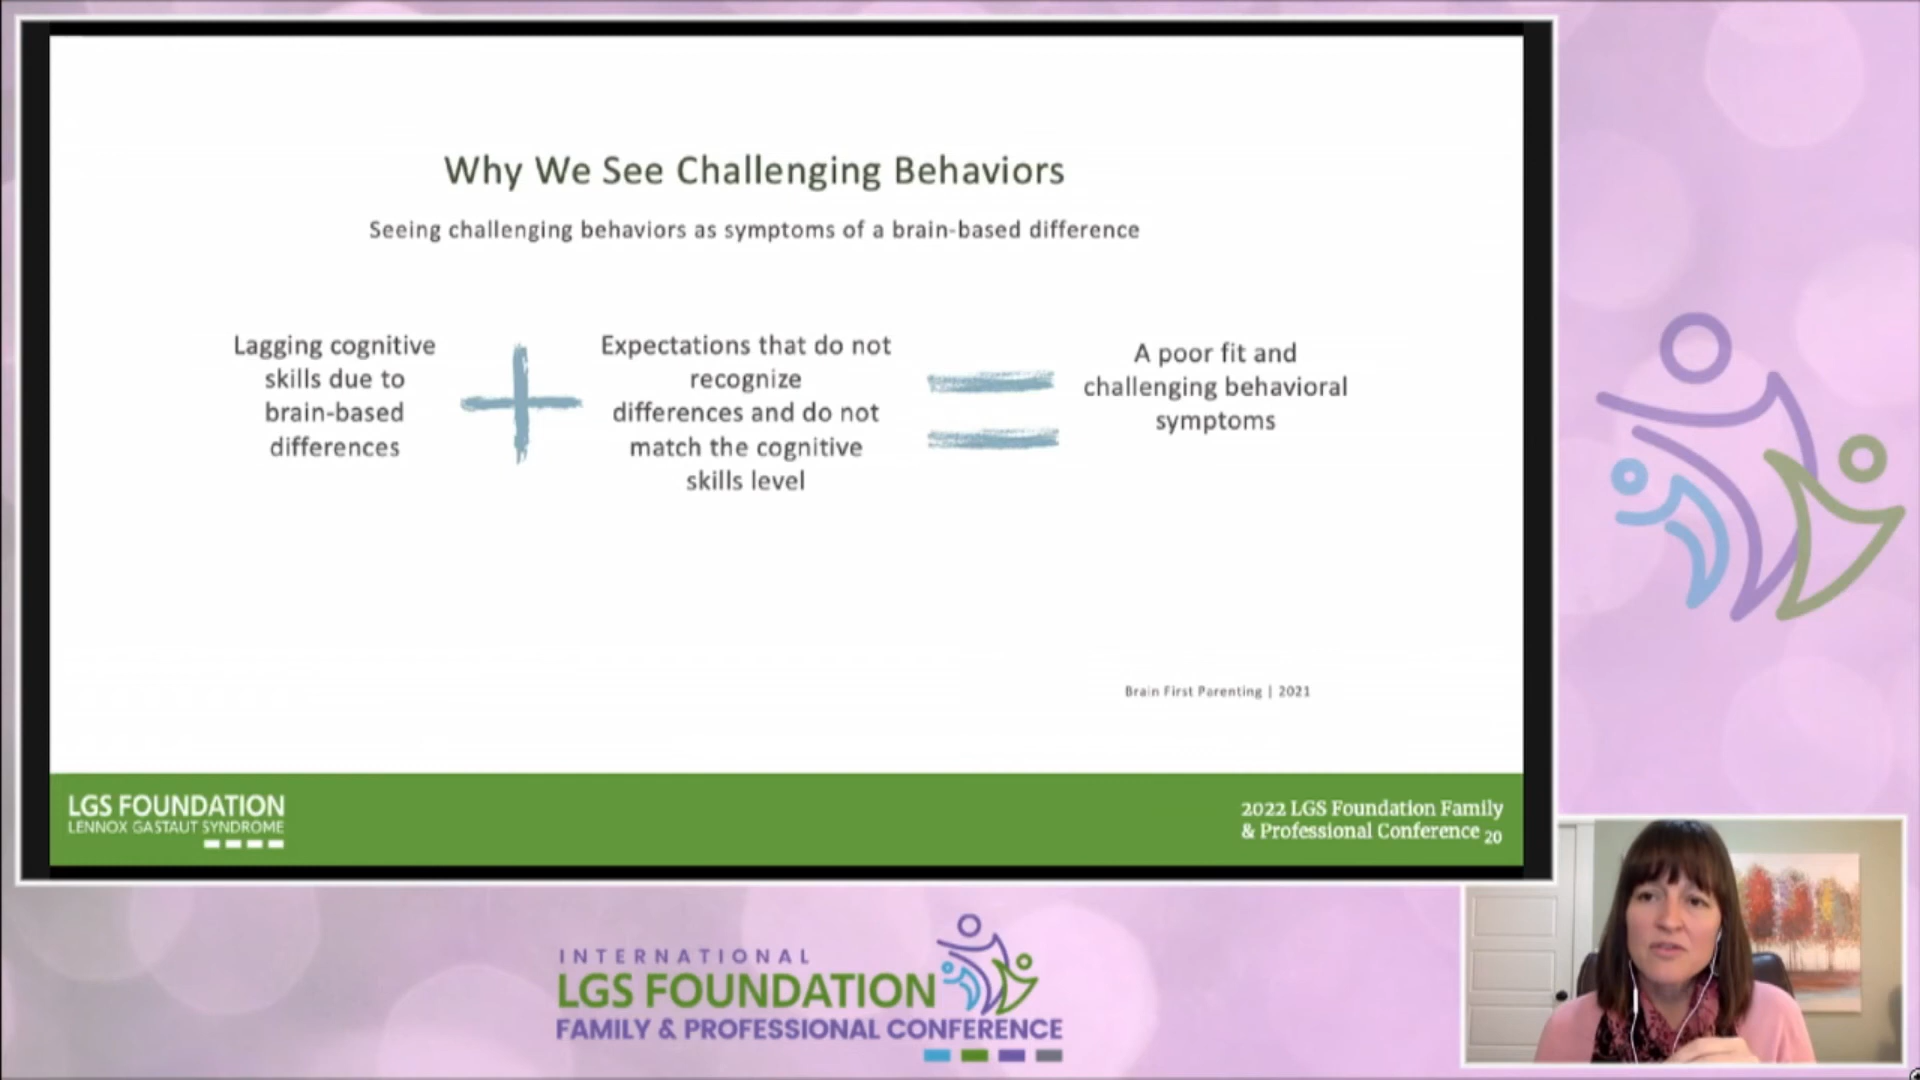 Why We See Challenging Behaviors
Seeing challenging behaviors as symptoms of a brain-based difference
Lagging cognitive
skills due to
brain-based
differences
Expectations that do not
recognize
differences and do not
match the cognitive
skills level
A poor fit and
challenging behavioral
symptoms
Brain First Parenting | 2021
LGS FOUNDATION
LENNOX GASTAUT SYNDROME
2022 LGS Foundation Family
& Professional Conference 20
INTERNATIONAL
LGS FOUNDATION
FAMILY & PROFESSIONAL CONFERENCE